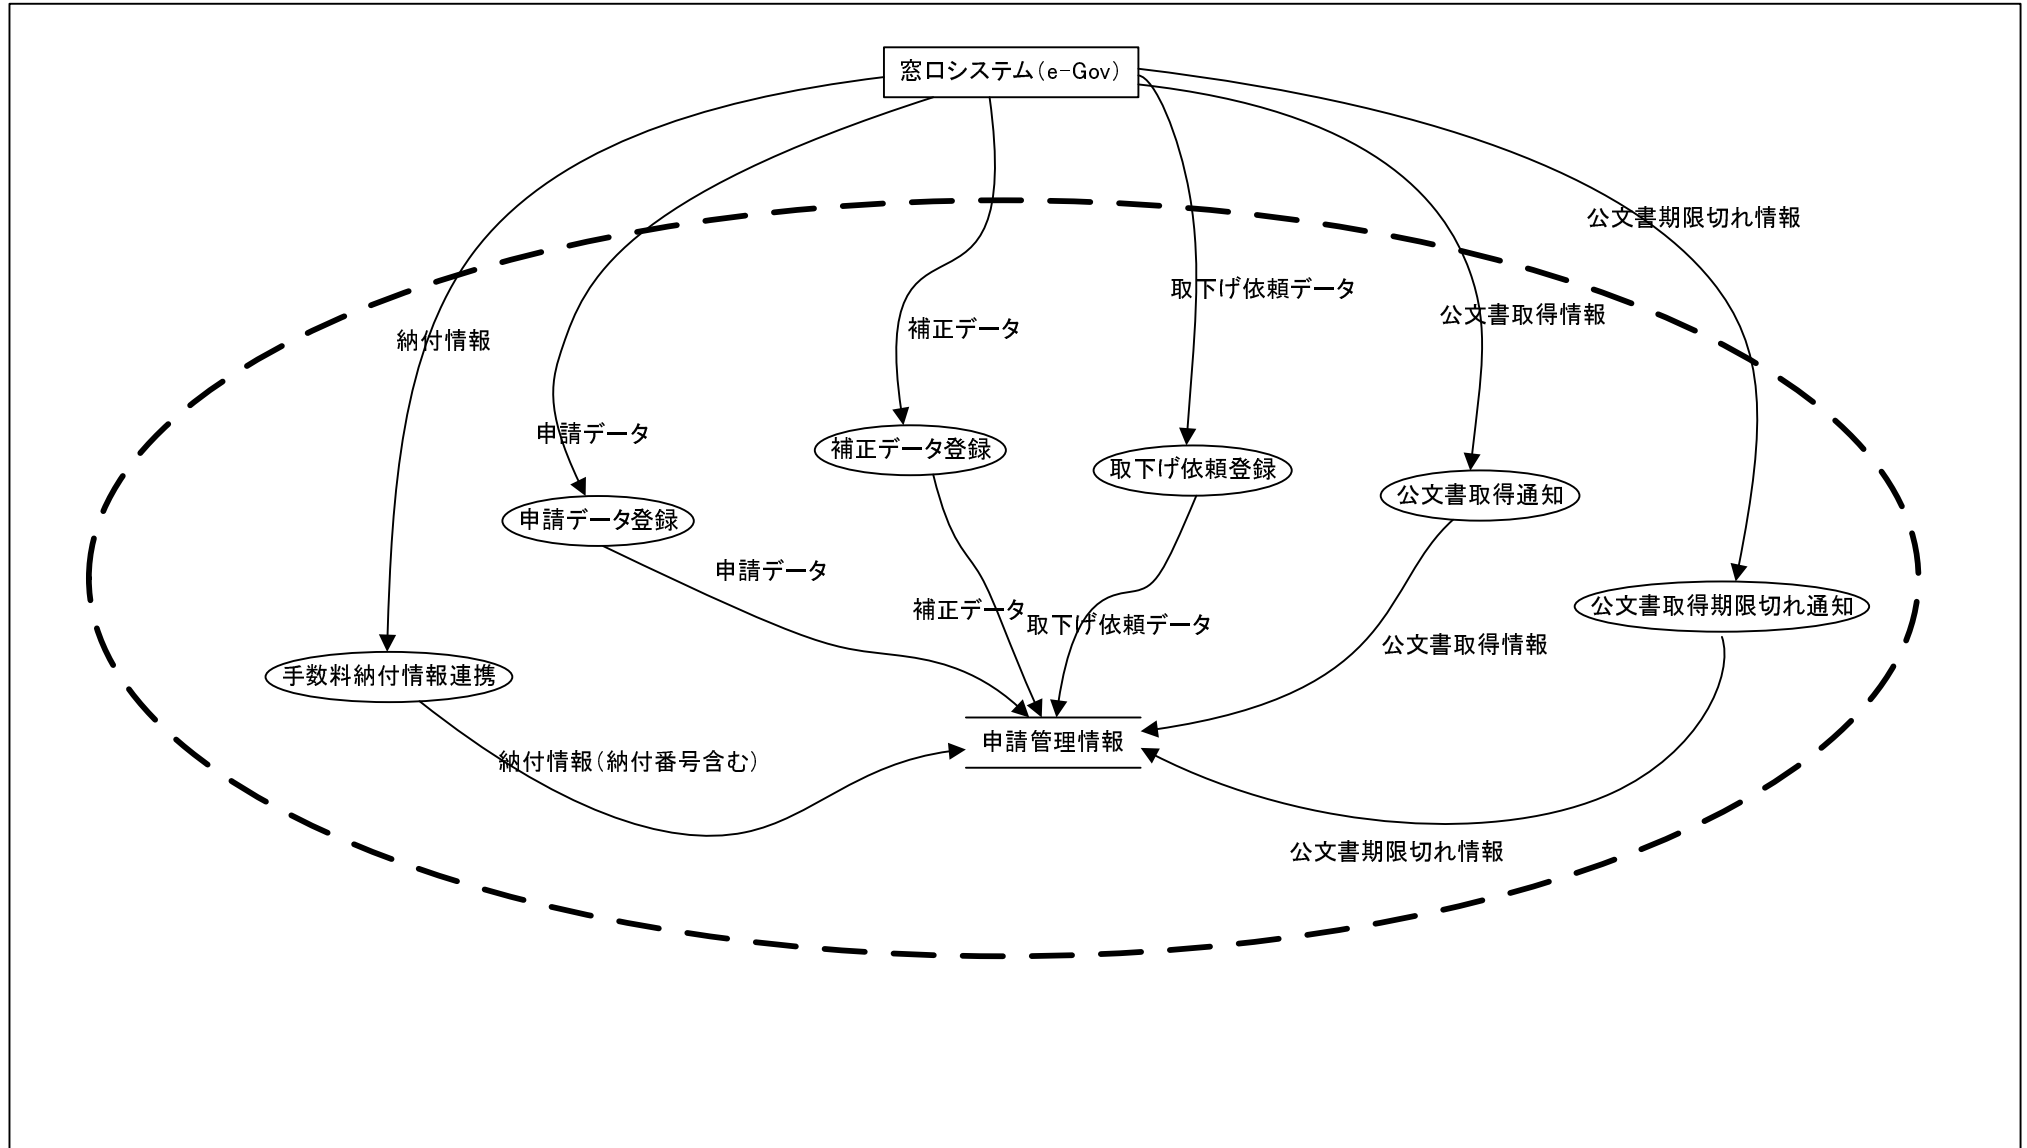 窓口システム(e-Gov)
公文書期限切れ情報
取下げ依頼データ
公文書取得情報
補正データ
納付情報
申請データ
補正データ登録
取下げ依頼登録
公文書取得通知
申請データ登録
申請データ
補正データ
公文書取得期限切れ通知
取下げ依頼データ
公文書取得情報
手数料納付情報連携
申請管理情報
納付情報(納付番号含む)
公文書期限切れ情報